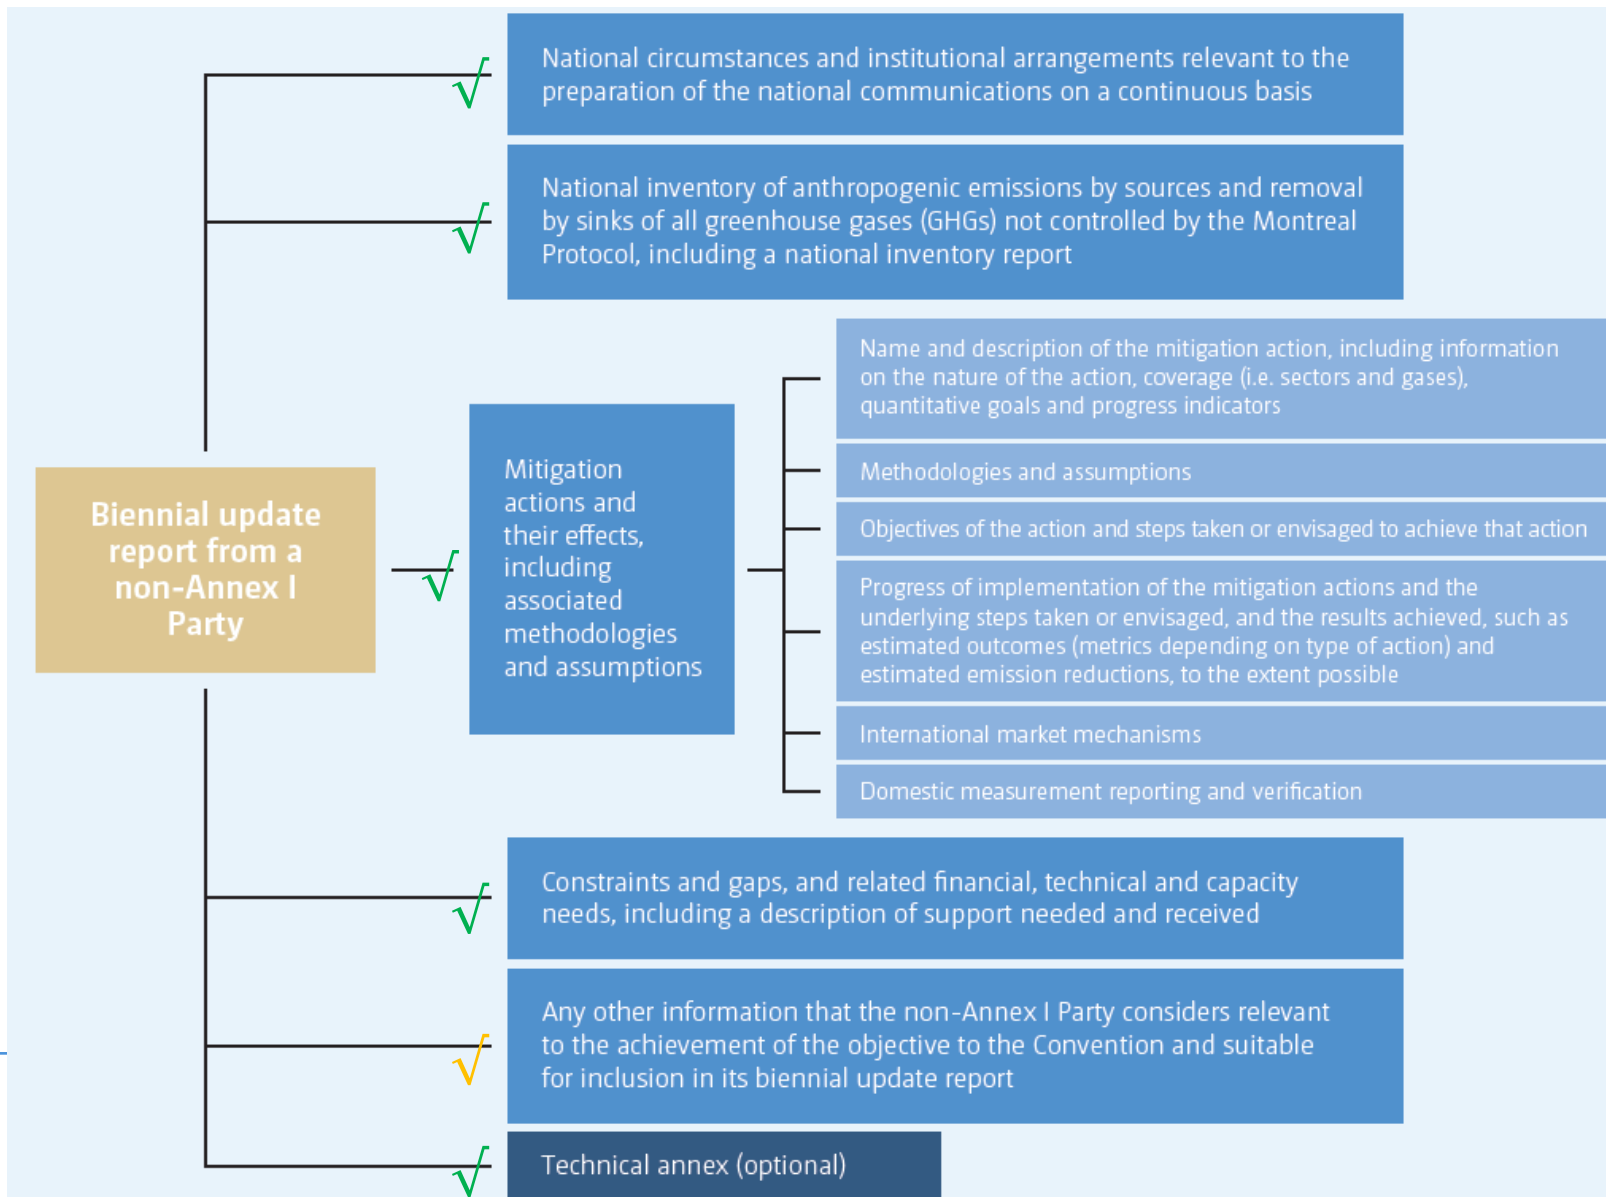 National circumstances and institutional arrangements relevant to the
preparation of the national communications on a continuous basis
√
National inventory of anthropogenic emissions by sources and removal
by sinks of all greenhouse gases (GHGs) not controlled by the Montreal
Protocol, including a national inventory report
√
Biennial update
report from a
non-Annex I
Party
√
Mitigation
actions and
their effects,
including
associated
methodologies
and assumptions
Name and description of the mitigation action, including information
on the nature of the action, coverage (i.e. sectors and gases),
quantitative goals and progress indicators
Methodologies and assumptions
Objectives of the action and steps taken or envisaged to achieve that action
Progress of implementation of the mitigation actions and the
underlying steps taken or envisaged, and the results achieved, such as
estimated outcomes (metrics depending on type of action) and
estimated emission reductions, to the extent possible
International market mechanisms
Domestic measurement reporting and verification
Constraints and gaps, and related financial, technical and capacity
needs, including a description of support needed and received
√
Any other information that the non-Annex I Party considers relevant
to the achievement of the objective to the Convention and suitable
for inclusion in its biennial update report
√
Technical annex (optional)
√